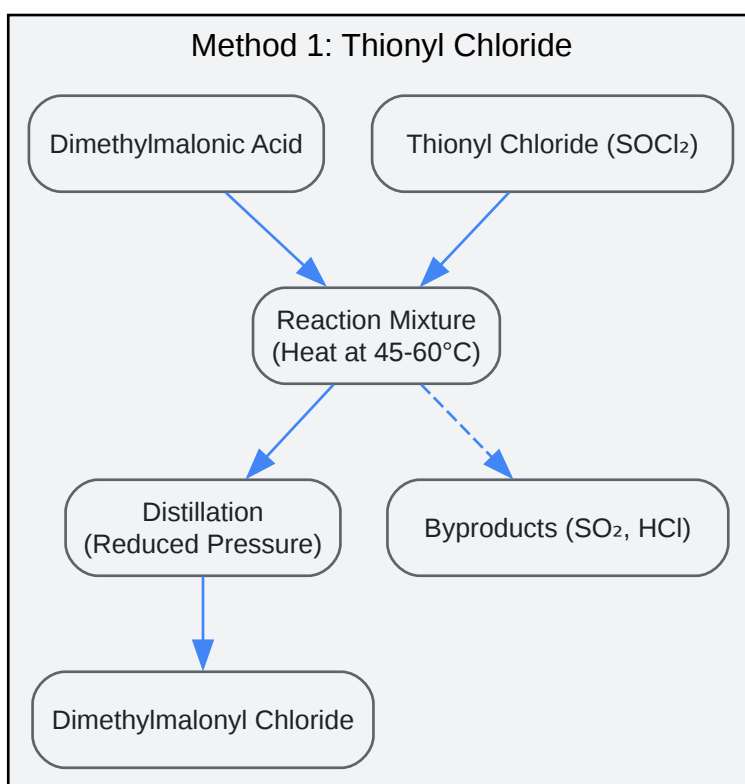 Method 1: Thionyl Chloride
Dimethylmalonic Acid
Thionyl Chloride (SOCl₂)
Reaction Mixture
(Heat at 45-60°C)
Distillation
(Reduced Pressure)
Byproducts (SO₂, HCl)
Dimethylmalonyl Chloride